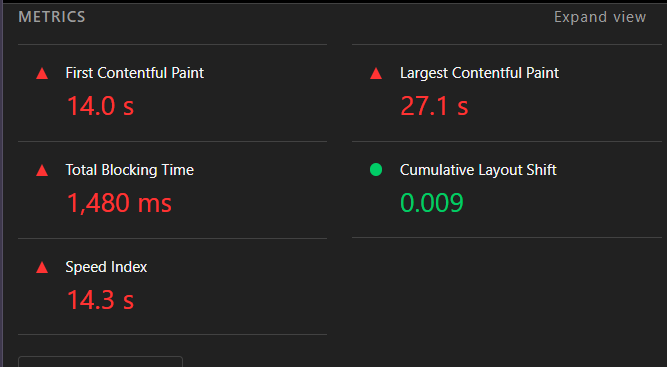 METRICS
Expand view
First Contentful Paint
14.0 s
Largest Contentful Paint
27.1 s
Total Blocking Time
1,480 ms
Cumulative Layout Shift
0.009
Speed Index
14.3 s